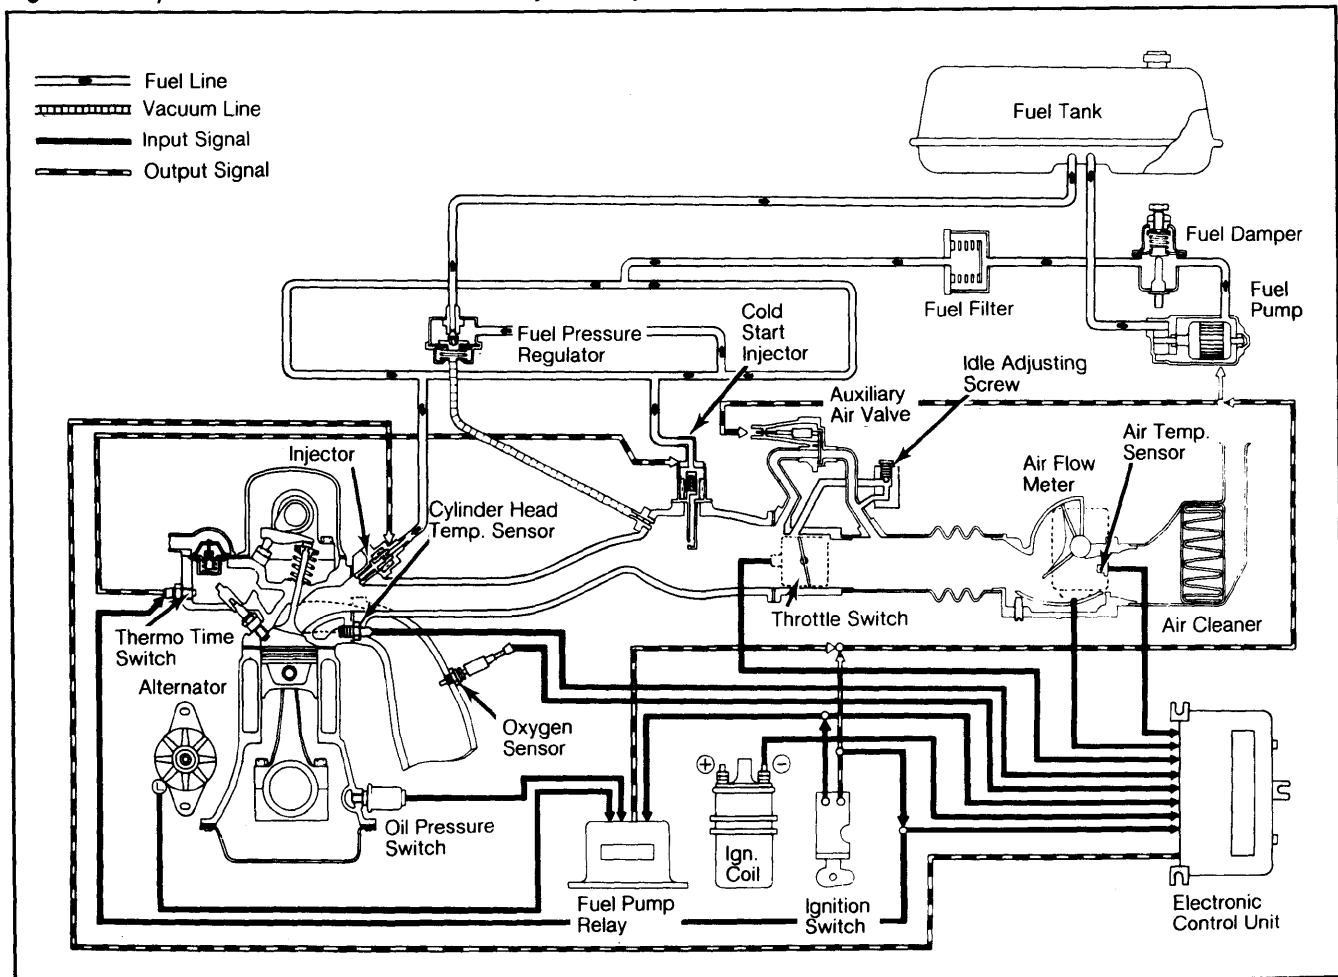 Fuel Line
Vacuum Line
Input Signal
Output Signal
Fuel Tank
Fuel Damper
Fuel Filter
Fuel
Pump
Cold
Start
Injector
Fuel Pressure
Regulator
Idle Adjusting
Screw
Auxiliary
Air Valve
Air Temp.
Sensor
Air Flow
Meter
Injector
Cylinder Head
Temp. Sensor
Throttle Switch
Air Cleaner
Thermo Time
Switch
Alternator
Oxygen
Sensor
+
−
L
Oil Pressure
Switch
Ign.
Coil
Fuel Pump
Relay
Ignition
Switch
Electronic
Control Unit